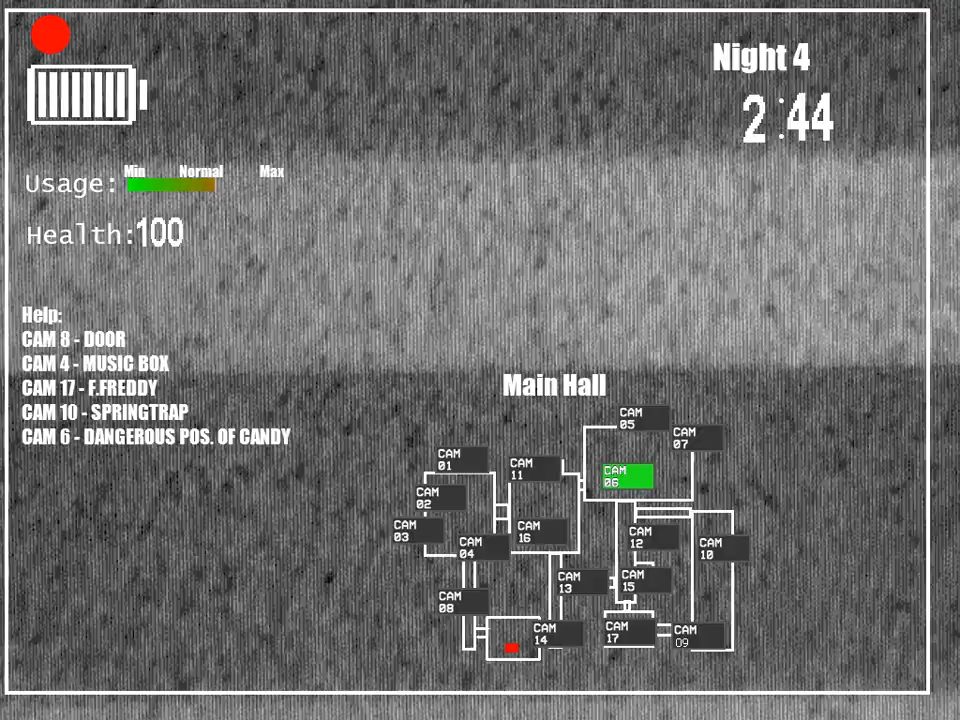 Night 4
2:44
Min Normal Max
Usage:
Health:100
Help:
CAM 8 - DOOR
CAM 4 - MUSIC BOX
CAM 17 - F.FREDDY
CAM 10 - SPRINGTRAP
CAM 6 - DANGEROUS POS. OF CANDY
Main Hall
CAM 05
CAM 07
CAM 01
CAM 11
CAM 06
CAM 02
CAM 03
CAM 16
CAM 04
CAM 12
CAM 10
CAM 13
CAM 15
CAM 08
CAM 14
CAM 17
CAM 09